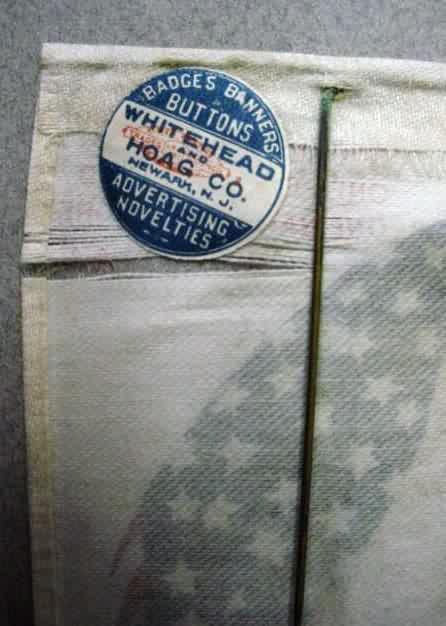 BADGES BANNERS
BUTTONS
WHITEHEAD
AND
HOAG CO.
NEWARK, N. J.
ADVERTISING
NOVELTIES